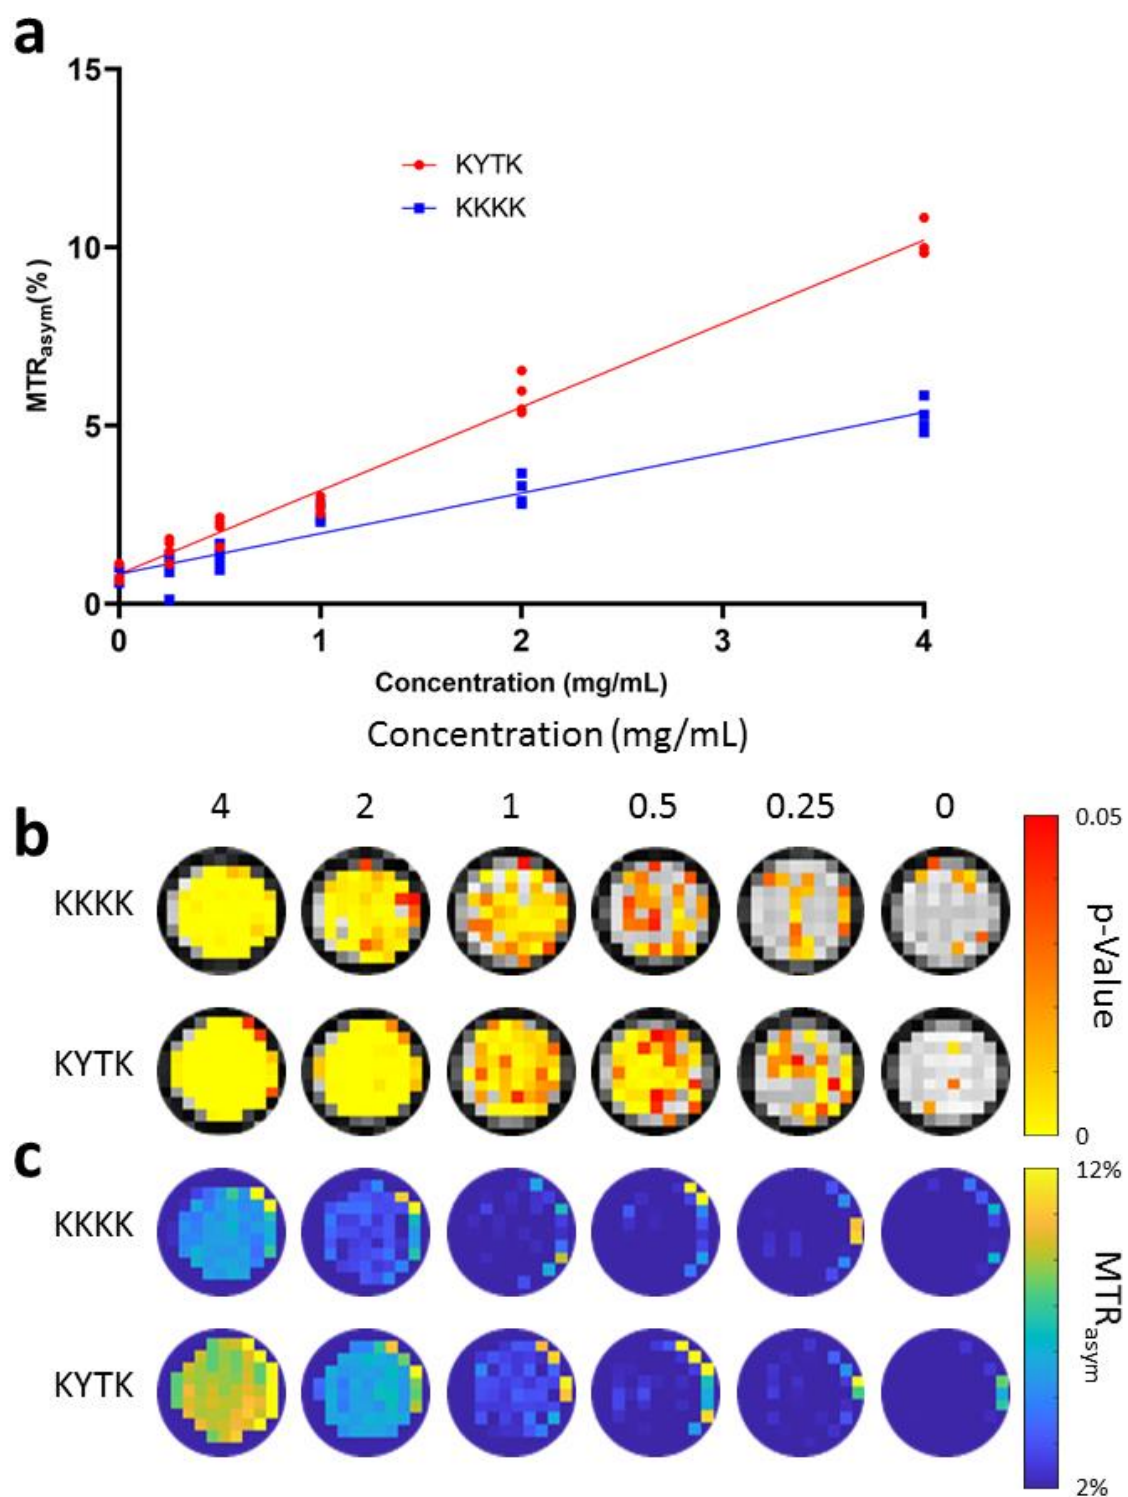 a
15
10
5
0
MTRasym(%)
KYTK
KKKK
0 1 2 3 4
Concentration (mg/mL)
Concentration (mg/mL)
b
4 2 1 0.5 0.25 0
KKKK
KYTK
0.05
p-Value
0
c
KKKK
KYTK
12%
MTRasym
2%